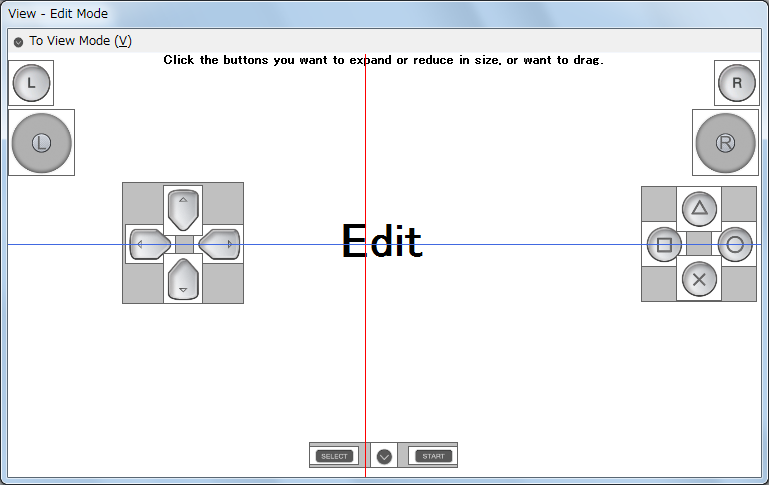 View - Edit Mode
To View Mode (V)
Click the buttons you want to expand or reduce in size, or want to drag.
L
R
L
R
Edit
SELECT
START